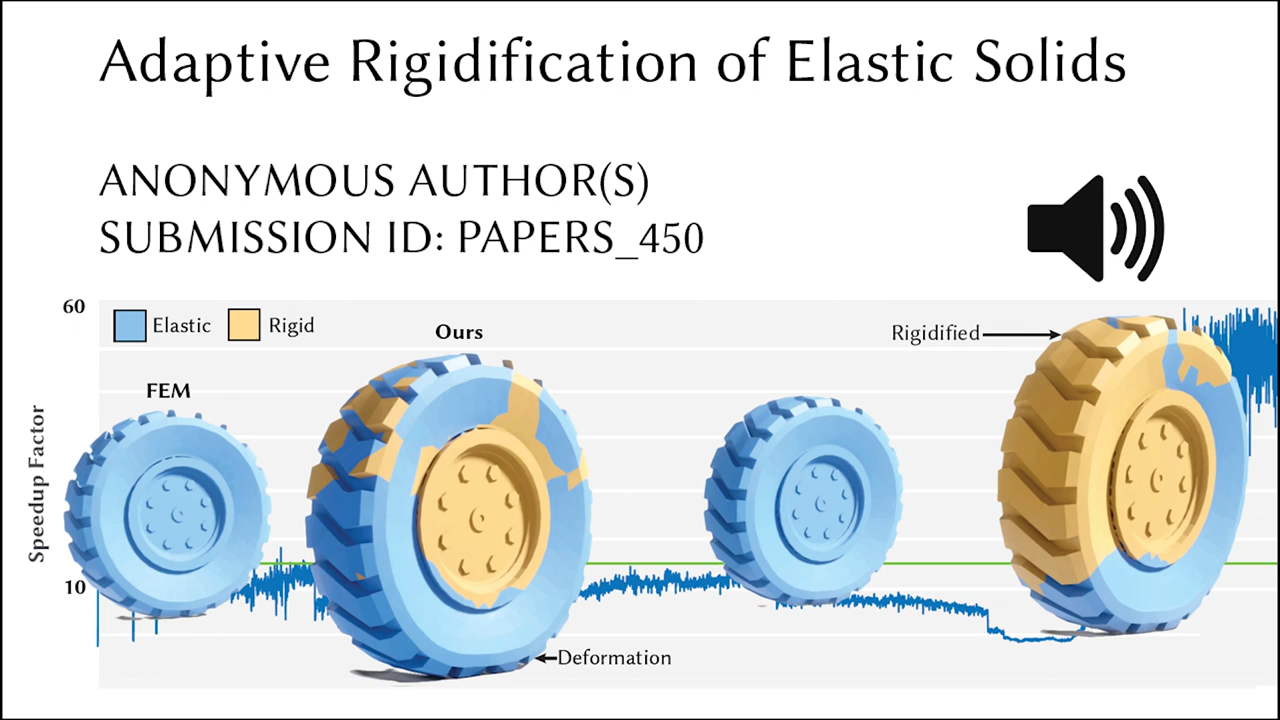 Adaptive Rigidification of Elastic Solids
ANONYMOUS AUTHOR(S)
SUBMISSION ID: PAPERS_450
60
Elastic
Rigid
Ours
Rigidified
FEM
Speedup Factor
10
Deformation